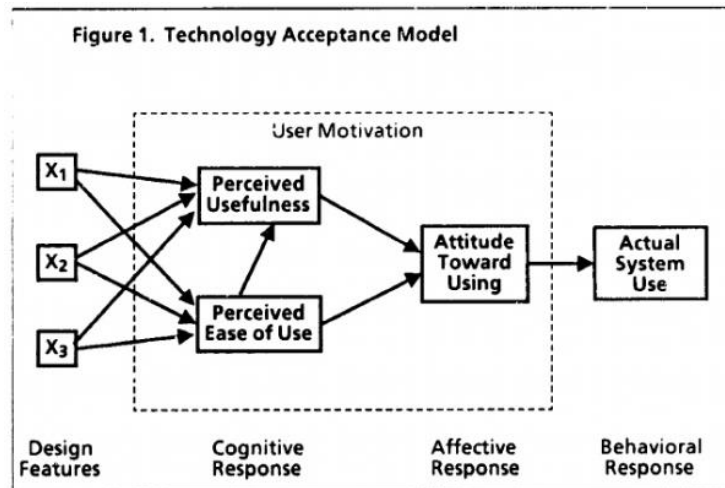 Figure 1. Technology Acceptance Model
User Motivation
X1
Perceived
Usefulness
X2
Attitude
Toward
Using
Actual
System
Use
X3
Perceived
Ease of Use
Design
Features
Cognitive
Response
Affective
Response
Behavioral
Response